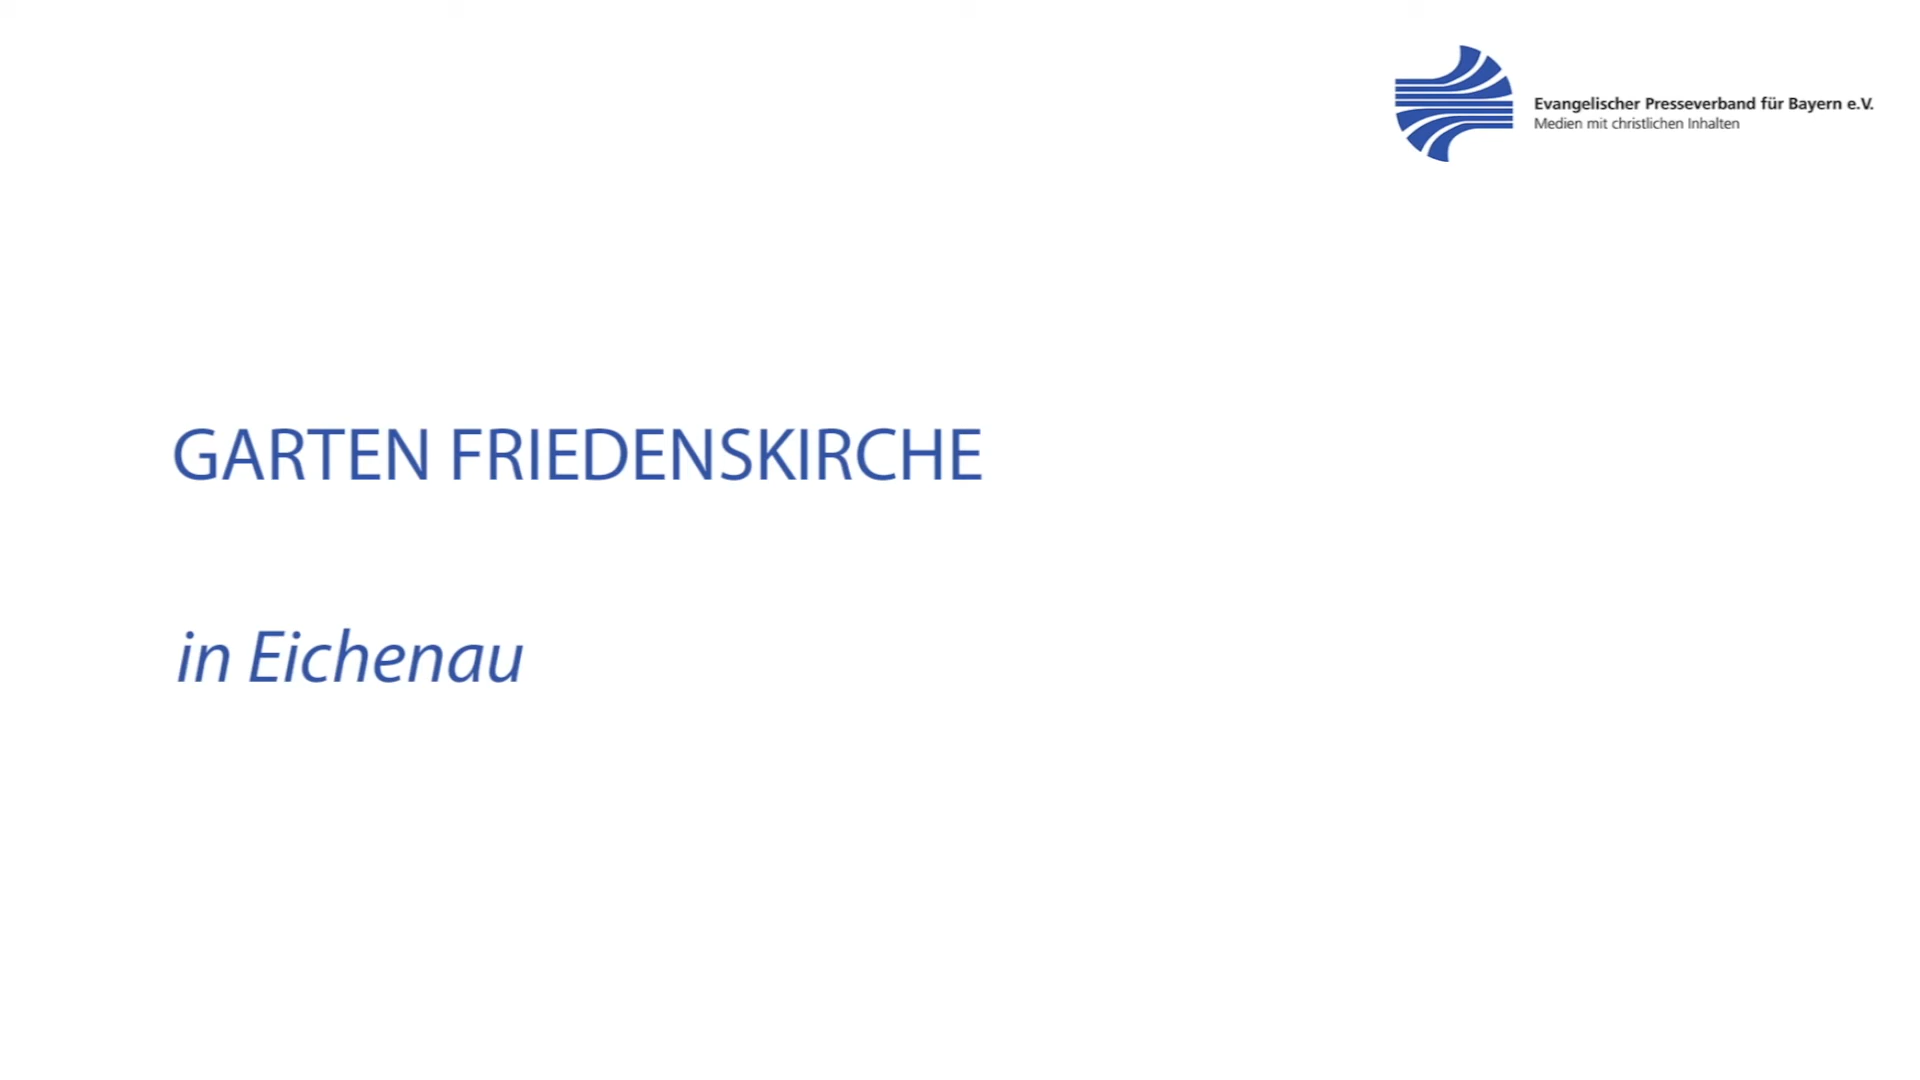 Evangelischer Presseverband für Bayern e.V.
Medien mit christlichen Inhalten
GARTEN FRIEDENSKIRCHE
in Eichenau